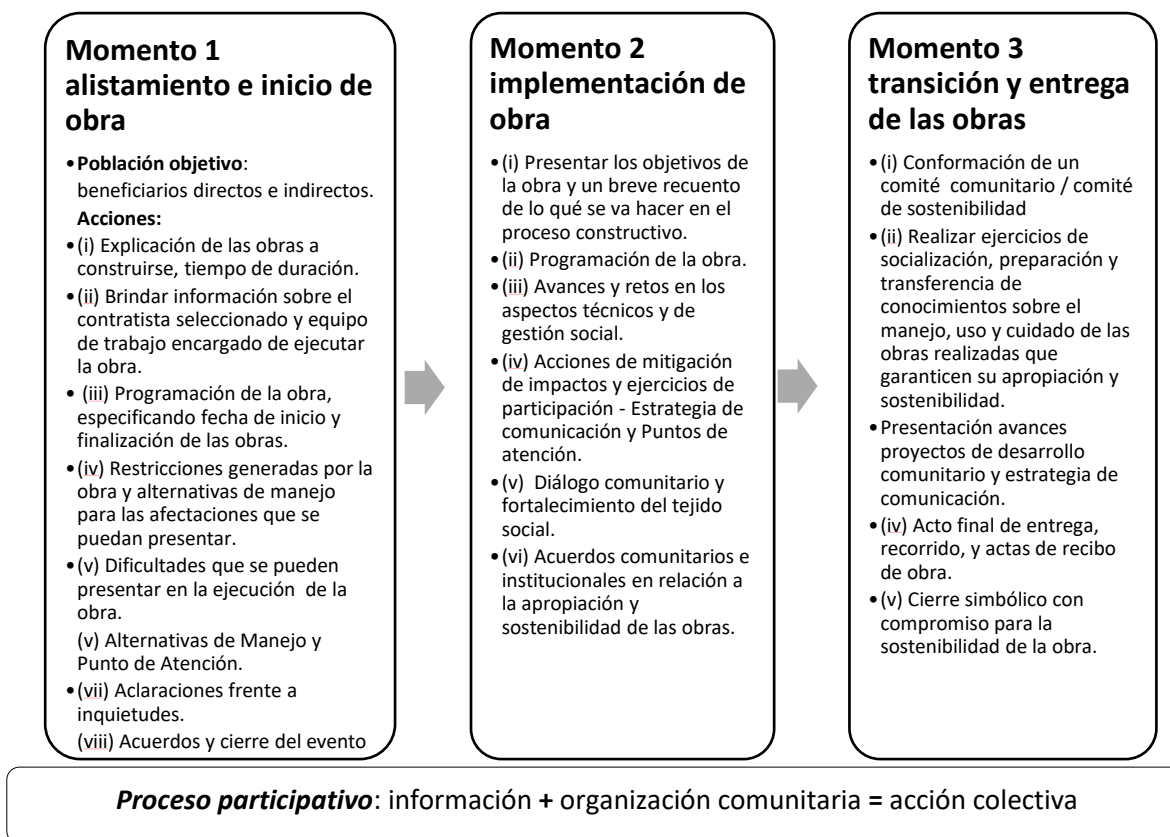 Momento 1
alistamiento e inicio de
obra
•Población objetivo:
beneficiarios directos e indirectos.
Acciones:
•(i) Explicación de las obras a
construirse, tiempo de duración.
•(ii) Brindar información sobre el
contratista seleccionado y equipo
de trabajo encargado de ejecutar
la obra.
• (iii) Programación de la obra,
especificando fecha de inicio y
finalización de las obras.
•(iv) Restricciones generadas por la
obra y alternativas de manejo
para las afectaciones que se
puedan presentar.
•(v) Dificultades que se pueden
presentar en la ejecución de la
obra.
(v) Alternativas de Manejo y
Punto de Atención.
•(vii) Aclaraciones frente a
inquietudes.
(viii) Acuerdos y cierre del evento
Momento 2
implementación de
obra
•(i) Presentar los objetivos de
la obra y un breve recuento
de lo qué se va hacer en el
proceso constructivo.
•(ii) Programación de la obra.
•(iii) Avances y retos en los
aspectos técnicos y de
gestión social.
•(iv) Acciones de mitigación
de impactos y ejercicios de
participación - Estrategia de
comunicación y Puntos de
atención.
•(v) Diálogo comunitario y
fortalecimiento del tejido
social.
•(vi) Acuerdos comunitarios e
institucionales en relación a
la apropiación y
sostenibilidad de las obras.
Momento 3
transición y entrega
de las obras
•(i) Conformación de un
comité comunitario / comité
de sostenibilidad
•(ii) Realizar ejercicios de
socialización, preparación y
transferencia de
conocimientos sobre el
manejo, uso y cuidado de las
obras realizadas que
garanticen su apropiación y
sostenibilidad.
•Presentación avances
proyectos de desarrollo
comunitario y estrategia de
comunicación.
•(iv) Acto final de entrega,
recorrido, y actas de recibo
de obra.
•(v) Cierre simbólico con
compromiso para la
sostenibilidad de la obra.
Proceso participativo: información + organización comunitaria = acción colectiva